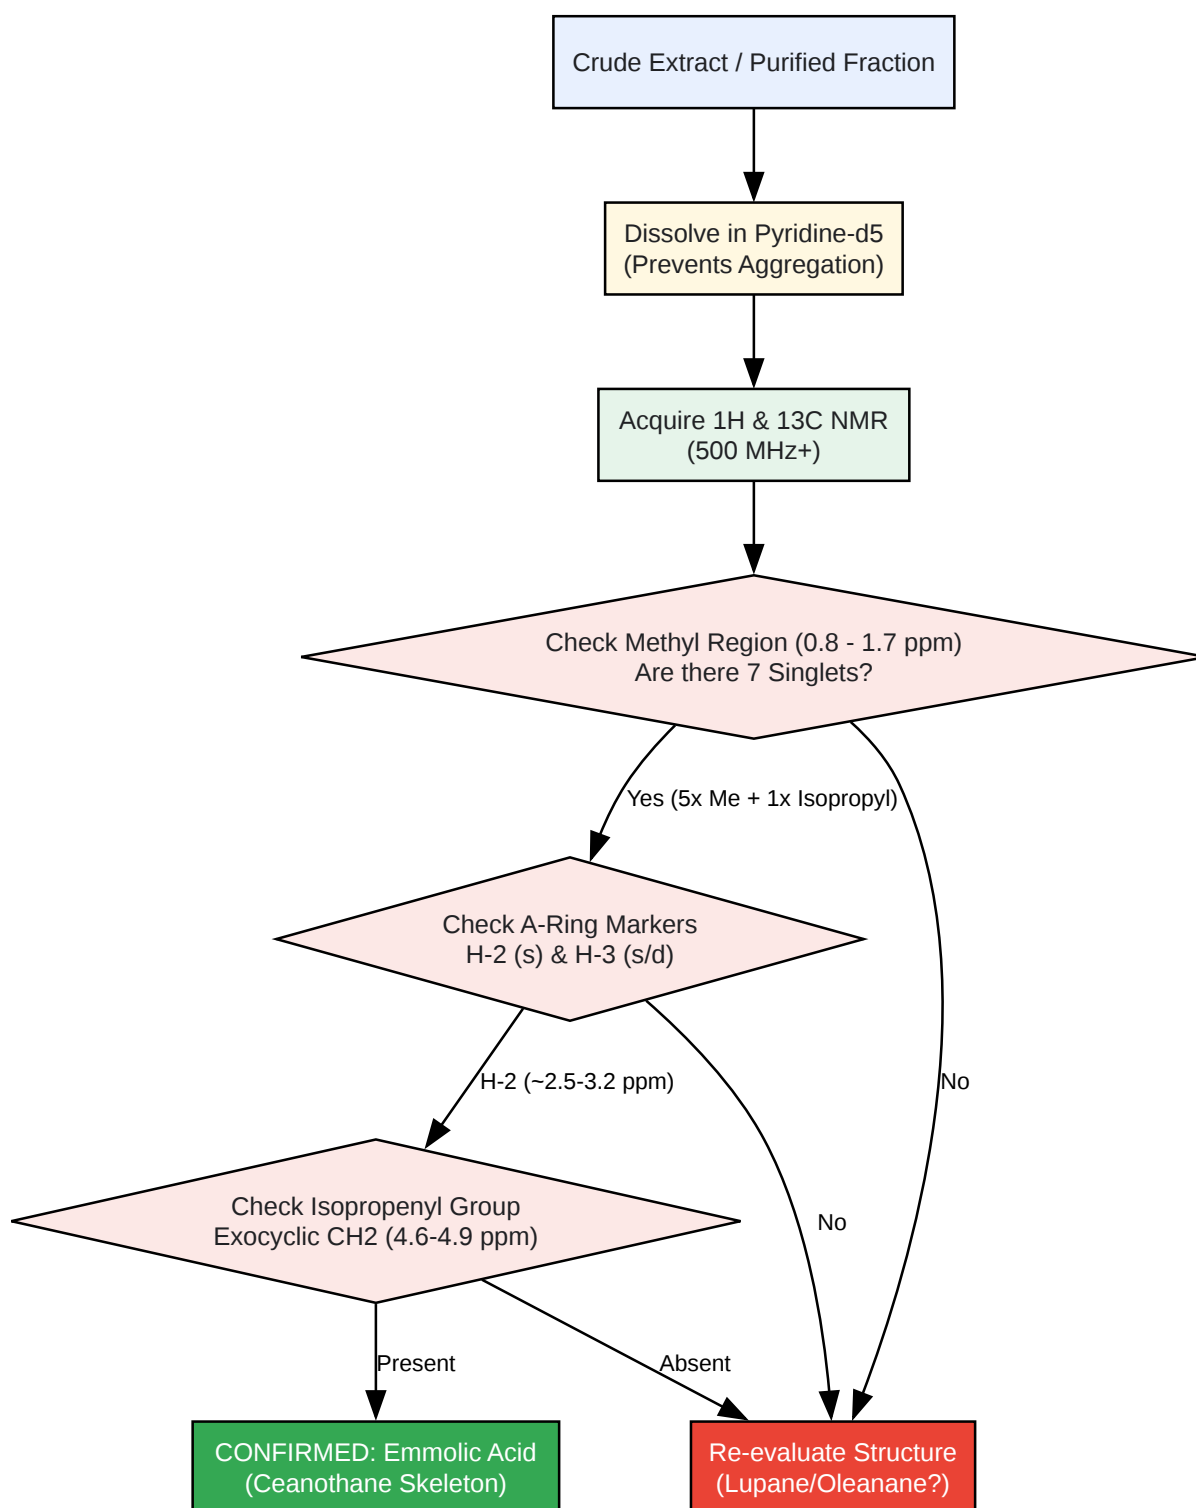 Crude Extract / Purified Fraction
Dissolve in Pyridine-d5
(Prevents Aggregation)
Acquire 1H & 13C NMR
(500 MHz+)
Check Methyl Region (0.8 - 1.7 ppm)
Are there 7 Singlets?
Yes (5x Me + 1x Isopropyl)
Check A-Ring Markers
H-2 (s) & H-3 (s/d)
H-2 (~2.5-3.2 ppm)
No
Check Isopropenyl Group
Exocyclic CH2 (4.6-4.9 ppm)
No
Present
Absent
CONFIRMED: Emmolic Acid
(Ceanothane Skeleton)
Re-evaluate Structure
(Lupane/Oleanane?)